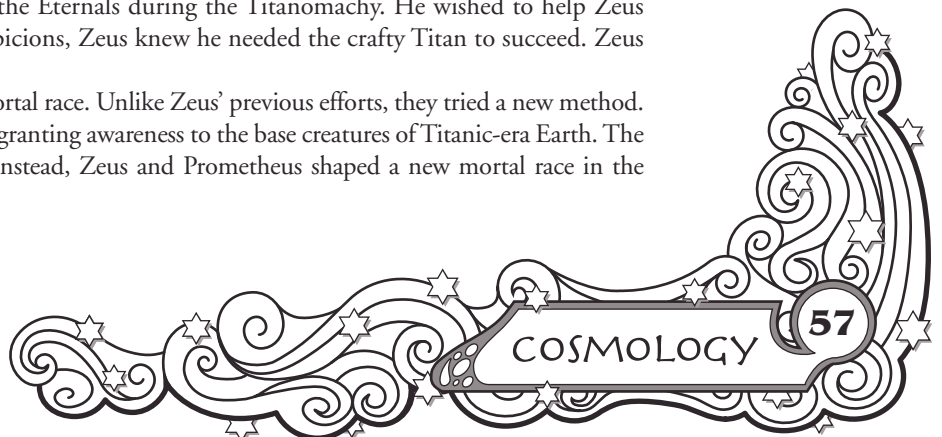 the Eternals during the Titanomachy. He wished to help Zeus
picions, Zeus knew he needed the crafty Titan to succeed. Zeus
ortal race. Unlike Zeus’ previous efforts, they tried a new method.
granting awareness to the base creatures of Titanic-era Earth. The
nstead, Zeus and Prometheus shaped a new mortal race in the
COSMOLOGY
57